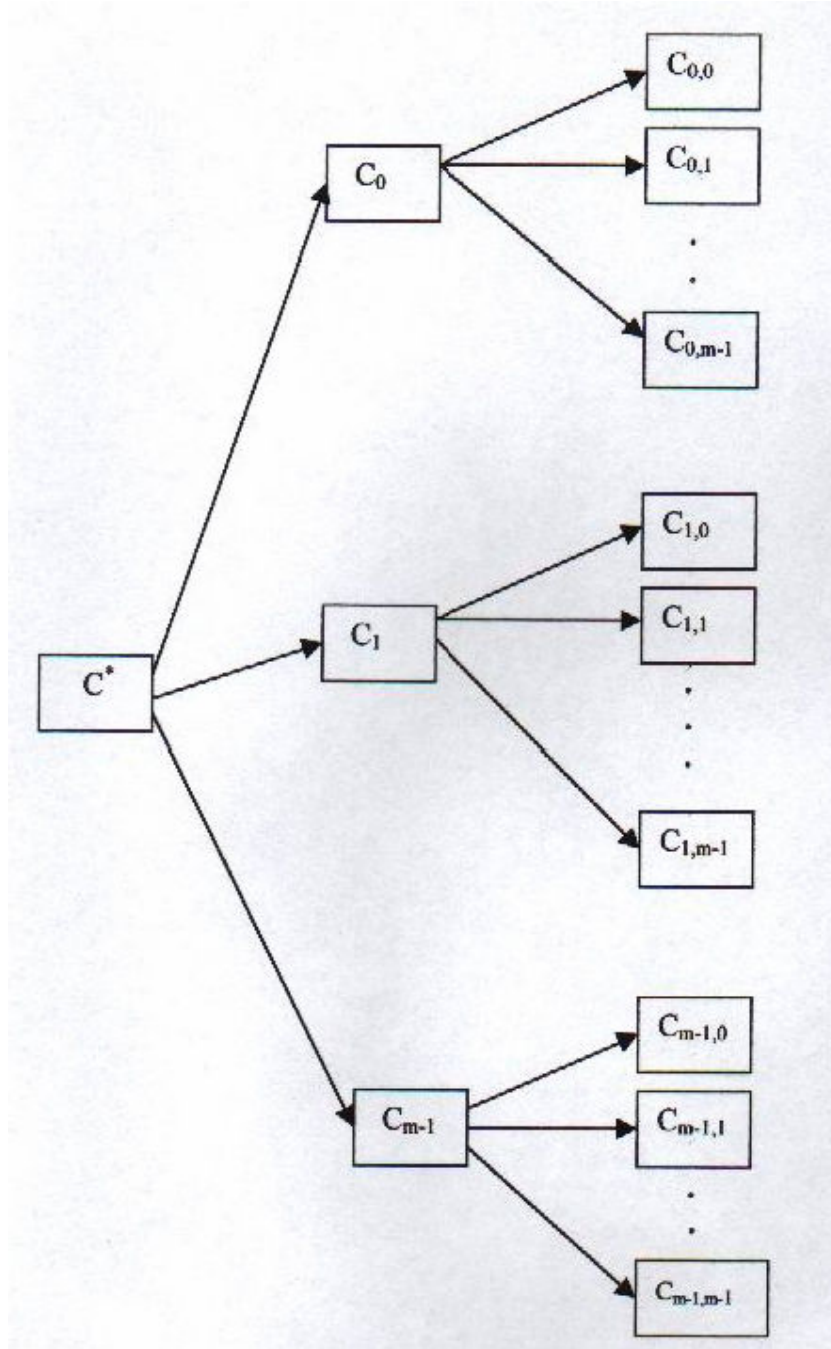 C0,0
C0
C0,1
. .
C0,m-1
C1,0
C1
C1,1
C*
. . . .
C1,m-1
Cm-1,0
Cm-1
Cm-1,1
. .
Cm-1,m-1